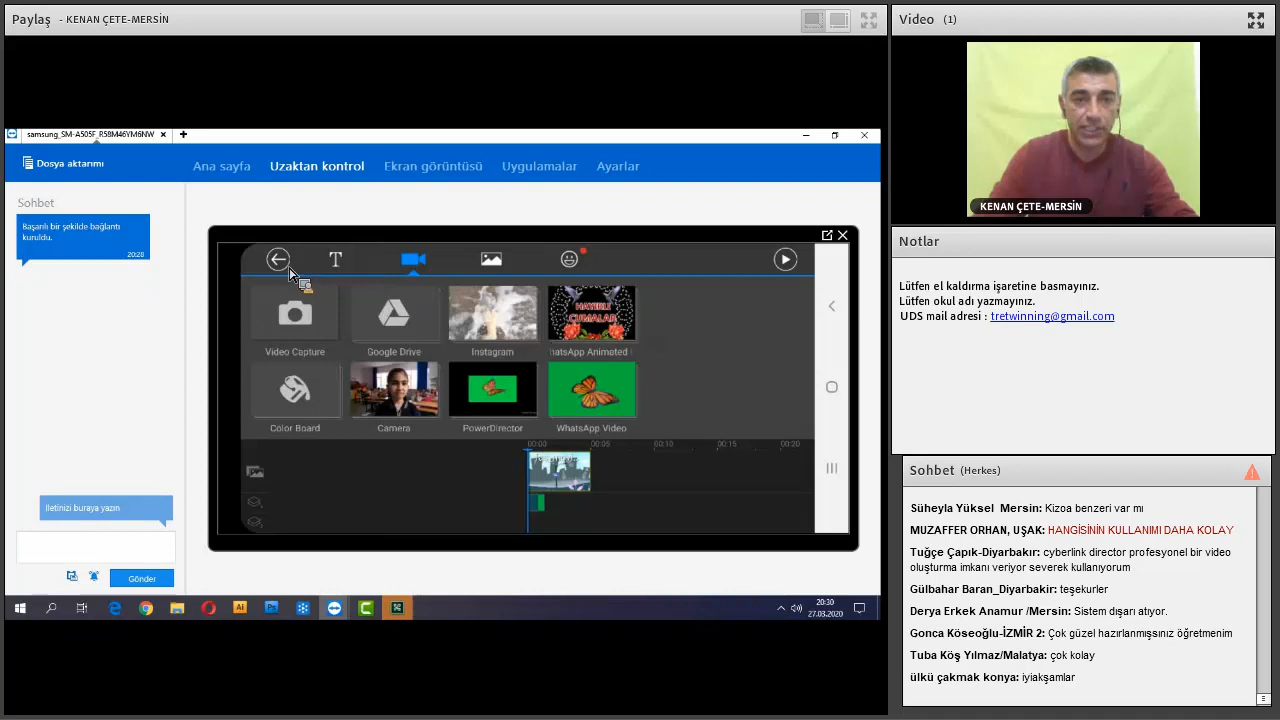 Paylaş - KENAN ÇETE-MERSİN
samsung_SM-A505F_R58M46YM6NW
Dosya aktarımı
Ana sayfa
Uzaktan kontrol
Ekran görüntüsü
Uygulamalar
Ayarlar
Sohbet
Başarılı bir şekilde bağlantı
kuruldu.
20:28
T
HAYIRLI
CUMALAR
Video Capture
Google Drive
Instagram
hatsApp Animated
Color Board
Camera
PowerDirector
WhatsApp Video
00:00
00:05
00:10
00:15
00:20
İletinizi buraya yazın
Gönder
20:30
27.03.2020
Video (1)
KENAN ÇETE-MERSİN
Notlar
Lütfen el kaldırma işaretine basmayınız.
Lütfen okul adı yazmayınız.
UDS mail adresi : tretwinning@gmail.com
Sohbet (Herkes)
Süheyla Yüksel Mersin: Kizoa benzeri var mı
MUZAFFER ORHAN, UŞAK: HANGİSİNİN KULLANIMI DAHA KOLAY
Tuğçe Çapık-Diyarbakır: cyberlink director profesyonel bir video
oluşturma imkanı veriyor severek kullanıyorum
Gülbahar Baran_Diyarbakir: teşekurler
Derya Erkek Anamur /Mersin: Sistem dışarı atıyor.
Gonca Köseoğlu-İZMİR 2: Çok güzel hazırlanmışsınız öğretmenim
Tuba Köş Yılmaz/Malatya: çok kolay
ülkü çakmak konya: iyiakşamlar